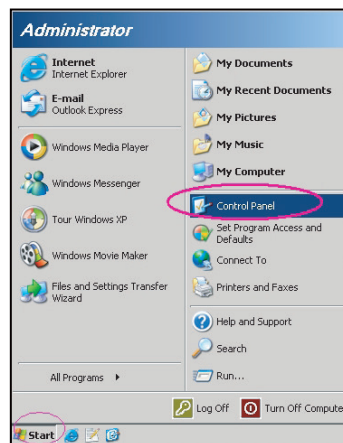 Administrator
Internet
Internet Explorer
E-mail
Outlook Express
Windows Media Player
Windows Messenger
Tour Windows XP
Windows Movie Maker
Files and Settings Transfer
Wizard
All Programs
My Documents
My Recent Documents
My Pictures
My Music
My Computer
Control Panel
Set Program Access and
Defaults
Connect To
Printers and Faxes
Help and Support
Search
Run...
Log Off
Turn Off Compute
Start